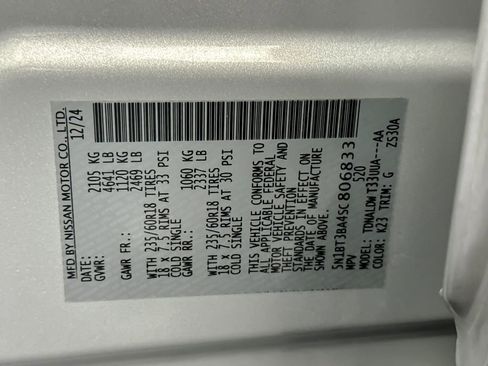 MFD BY NISSAN MOTOR CO., LTD.
DATE: 12/24
GVWR: 2105 KG
4641 LB
GAWR FR.: 1120 KG
2469 LB
WITH 235/60R18 TIRES
18 x 7.5 RIMS AT 33 PSI
COLD SINGLE
GAWR RR.: 1060 KG
2337 LB
WITH 235/60R18 TIRES
18 x 7.5 RIMS AT 30 PSI
COLD SINGLE
THIS VEHICLE CONFORMS TO
ALL APPLICABLE FEDERAL
MOTOR VEHICLE SAFETY AND
THEFT PREVENTION
STANDARDS IN EFFECT ON
THE DATE OF MANUFACTURE
SHOWN ABOVE.
5N1BT3BA4SC806833
MPV 520
MODEL: TDMALDW T33UUA----AA
COLOR: K23 TRIM: G ZS30A